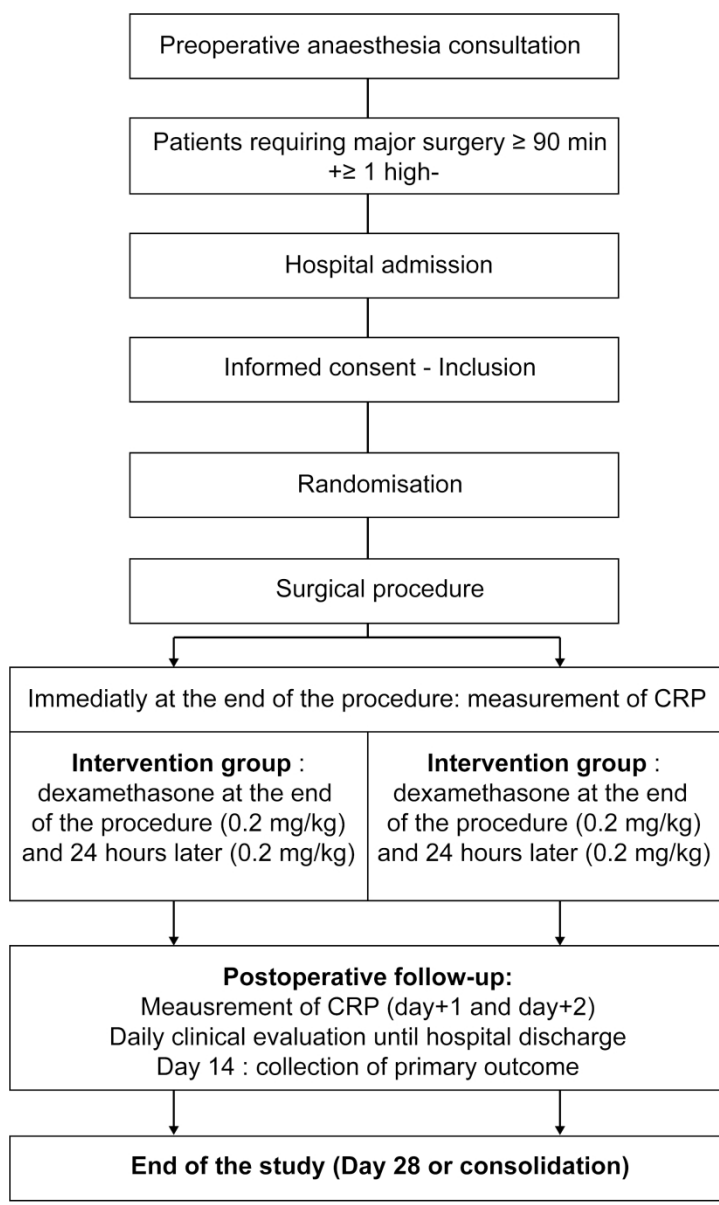 Preoperative anaesthesia consultation
Patients requiring major surgery ≥ 90 min
+≥ 1 high-
Hospital admission
Informed consent - Inclusion
Randomisation
Surgical procedure
Immediatly at the end of the procedure: measurement of CRP
Intervention group :
dexamethasone at the end
of the procedure (0.2 mg/kg)
and 24 hours later (0.2 mg/kg)
Intervention group :
dexamethasone at the end
of the procedure (0.2 mg/kg)
and 24 hours later (0.2 mg/kg)
Postoperative follow-up:
Meausrement of CRP (day+1 and day+2)
Daily clinical evaluation until hospital discharge
Day 14 : collection of primary outcome
End of the study (Day 28 or consolidation)